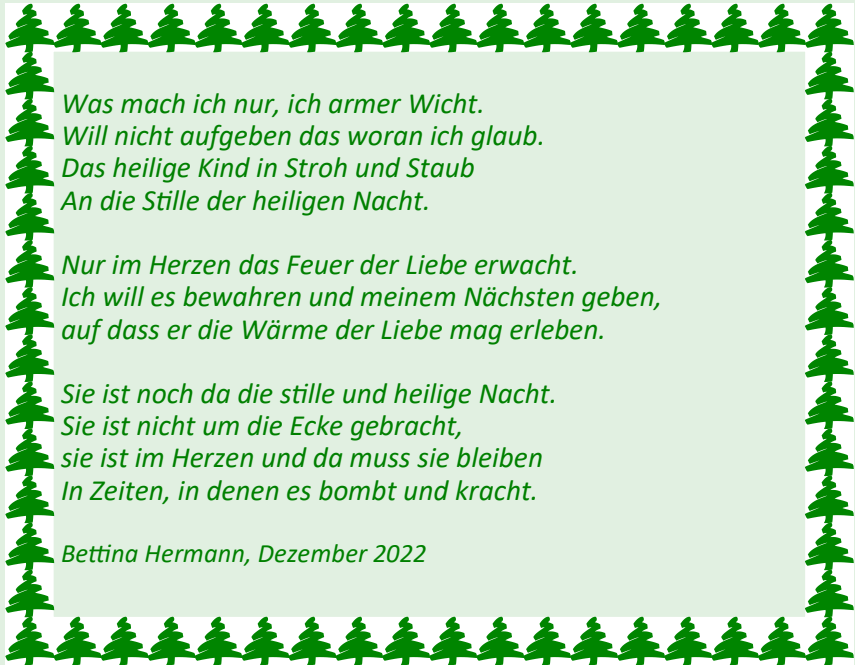 Was mach ich nur, ich armer Wicht.
Will nicht aufgeben das woran ich glaub.
Das heilige Kind in Stroh und Staub
An die Stille der heiligen Nacht.
Nur im Herzen das Feuer der Liebe erwacht.
Ich will es bewahren und meinem Nächsten geben,
auf dass er die Wärme der Liebe mag erleben.
Sie ist noch da die stille und heilige Nacht.
Sie ist nicht um die Ecke gebracht,
sie ist im Herzen und da muss sie bleiben
In Zeiten, in denen es bombt und kracht.
Bettina Hermann, Dezember 2022